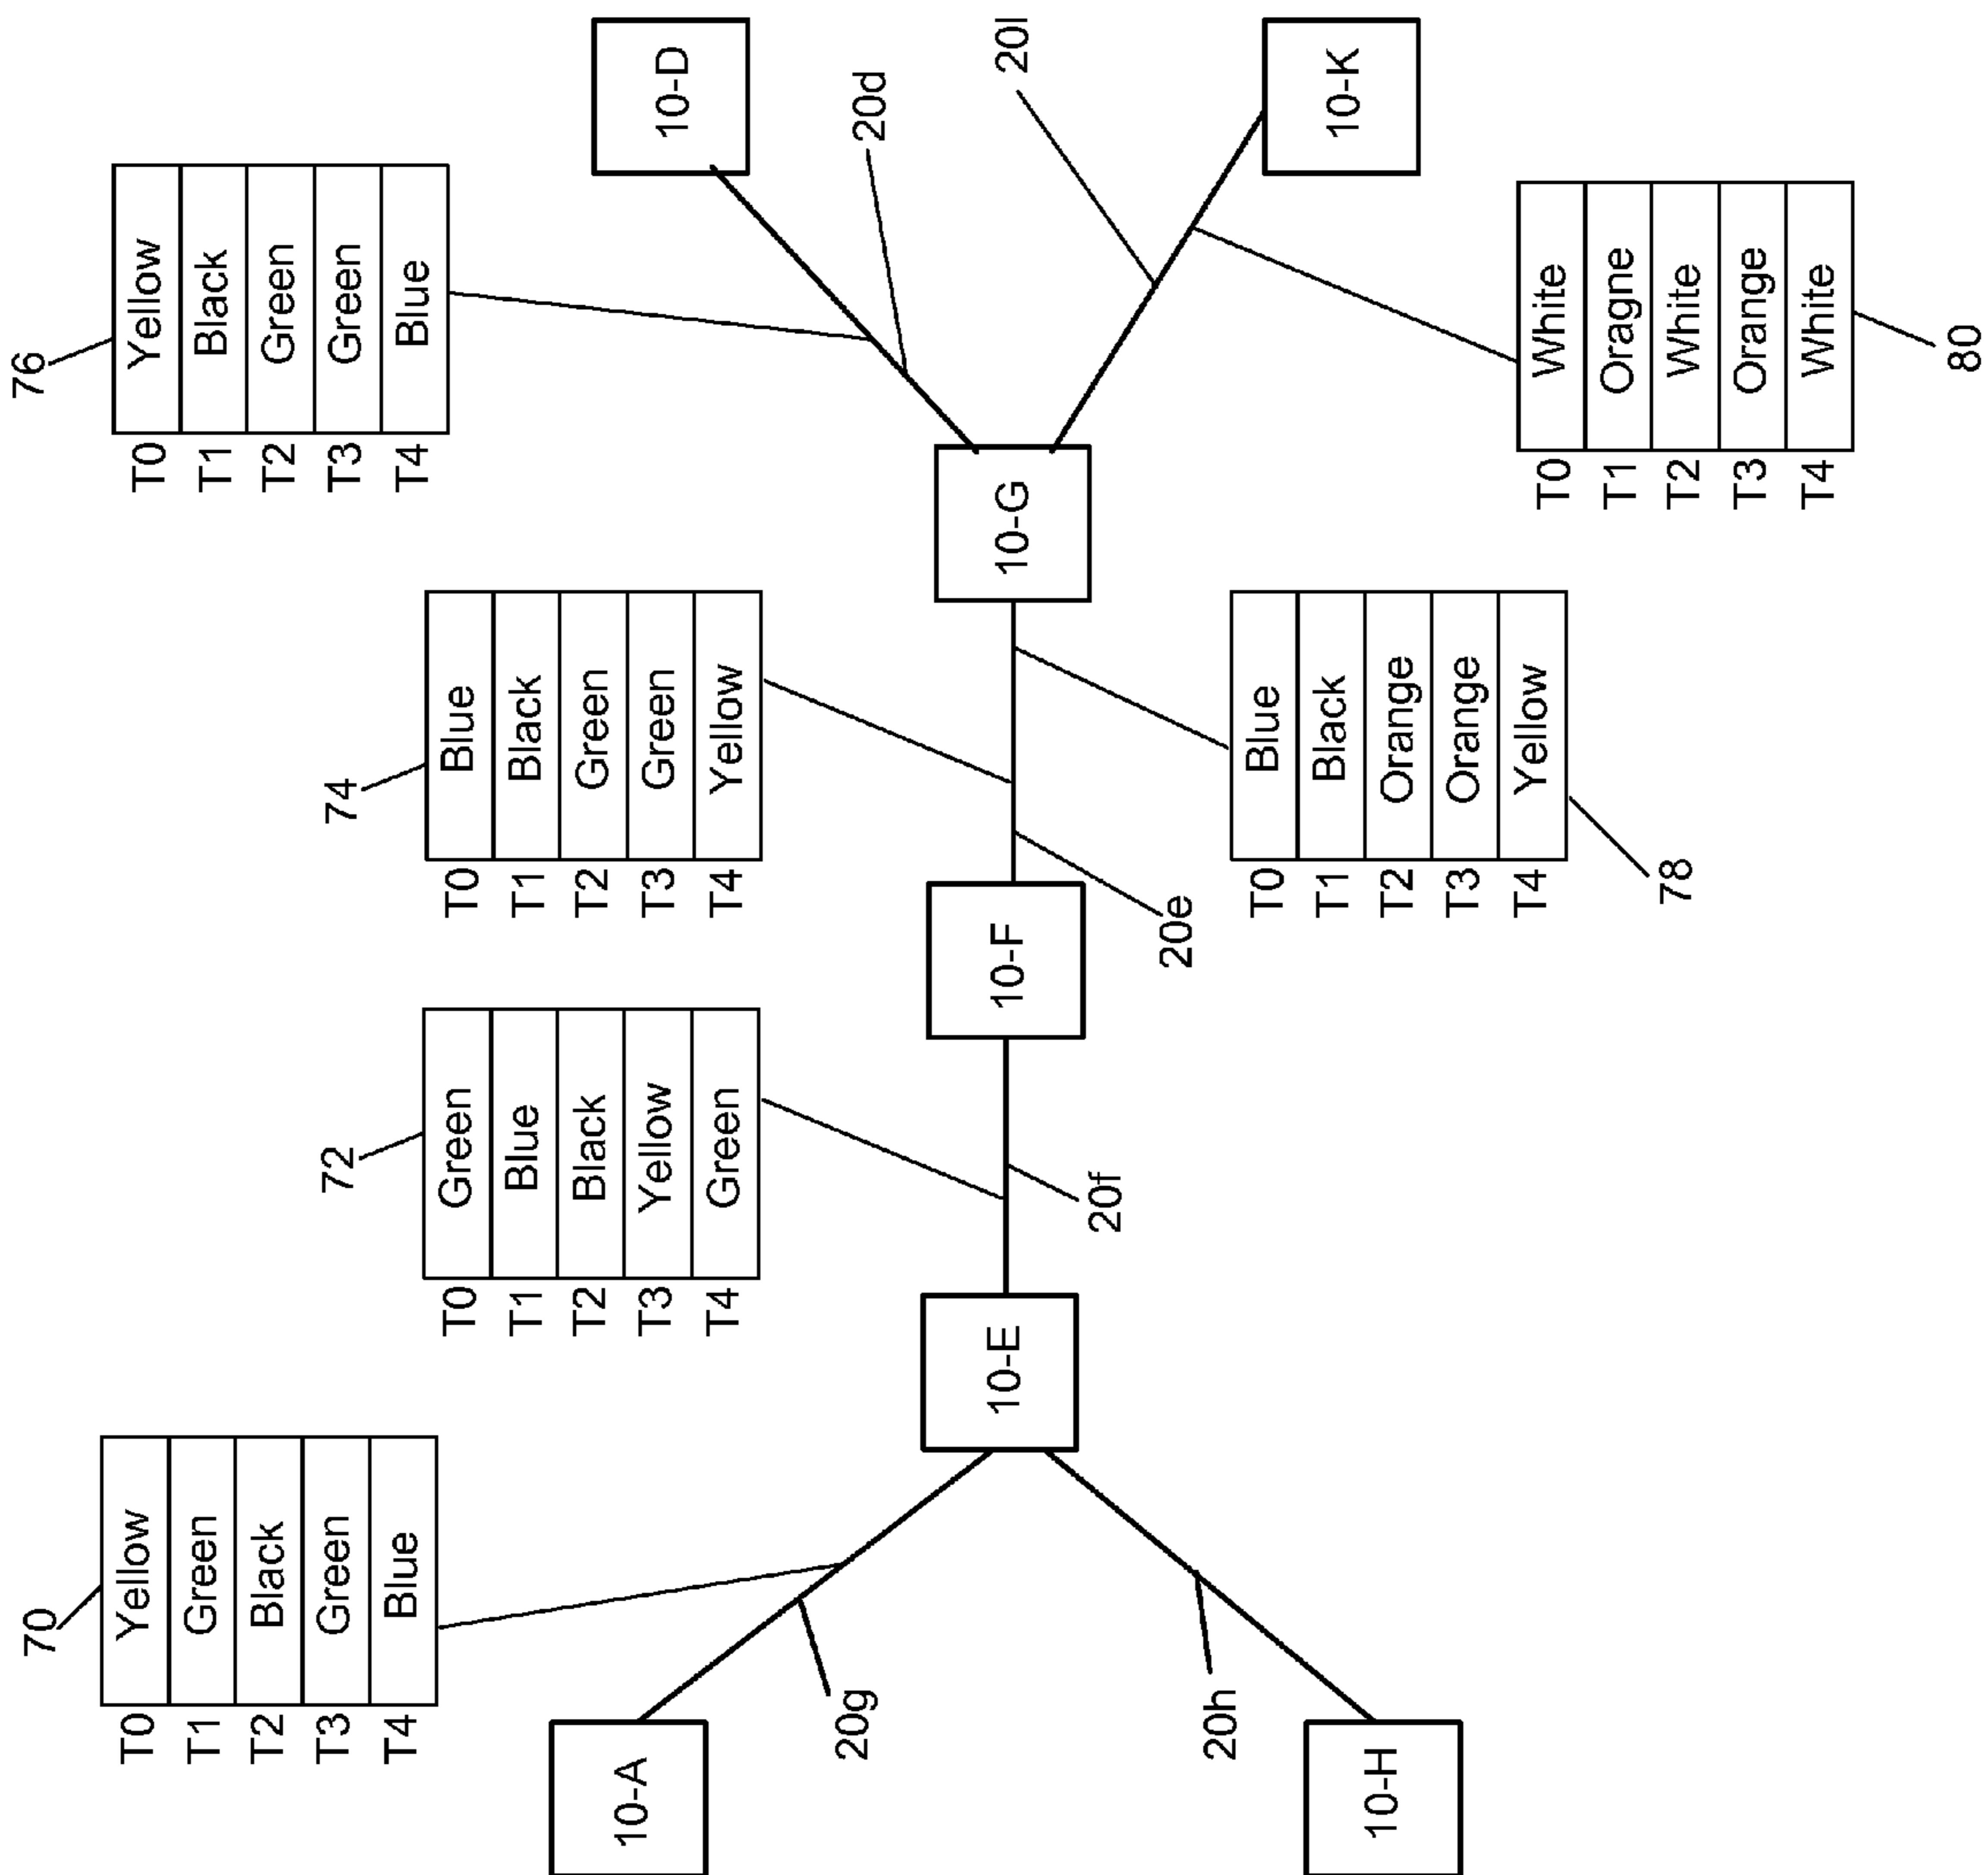 70
T0 Yellow
T1 Green
T2 Black
T3 Green
T4 Blue
72
T0 Green
T1 Blue
T2 Black
T3 Yellow
T4 Green
74
T0 Blue
T1 Black
T2 Green
T3 Green
T4 Yellow
76
T0 Yellow
T1 Black
T2 Green
T3 Green
T4 Blue
10-A
20g
10-E
20f
10-F
20e
10-G
20d
10-D
20h
10-H
20l
10-K
T0 Blue
T1 Black
T2 Orange
T3 Orange
T4 Yellow
78
T0 White
T1 Oragne
T2 White
T3 Orange
T4 White
80